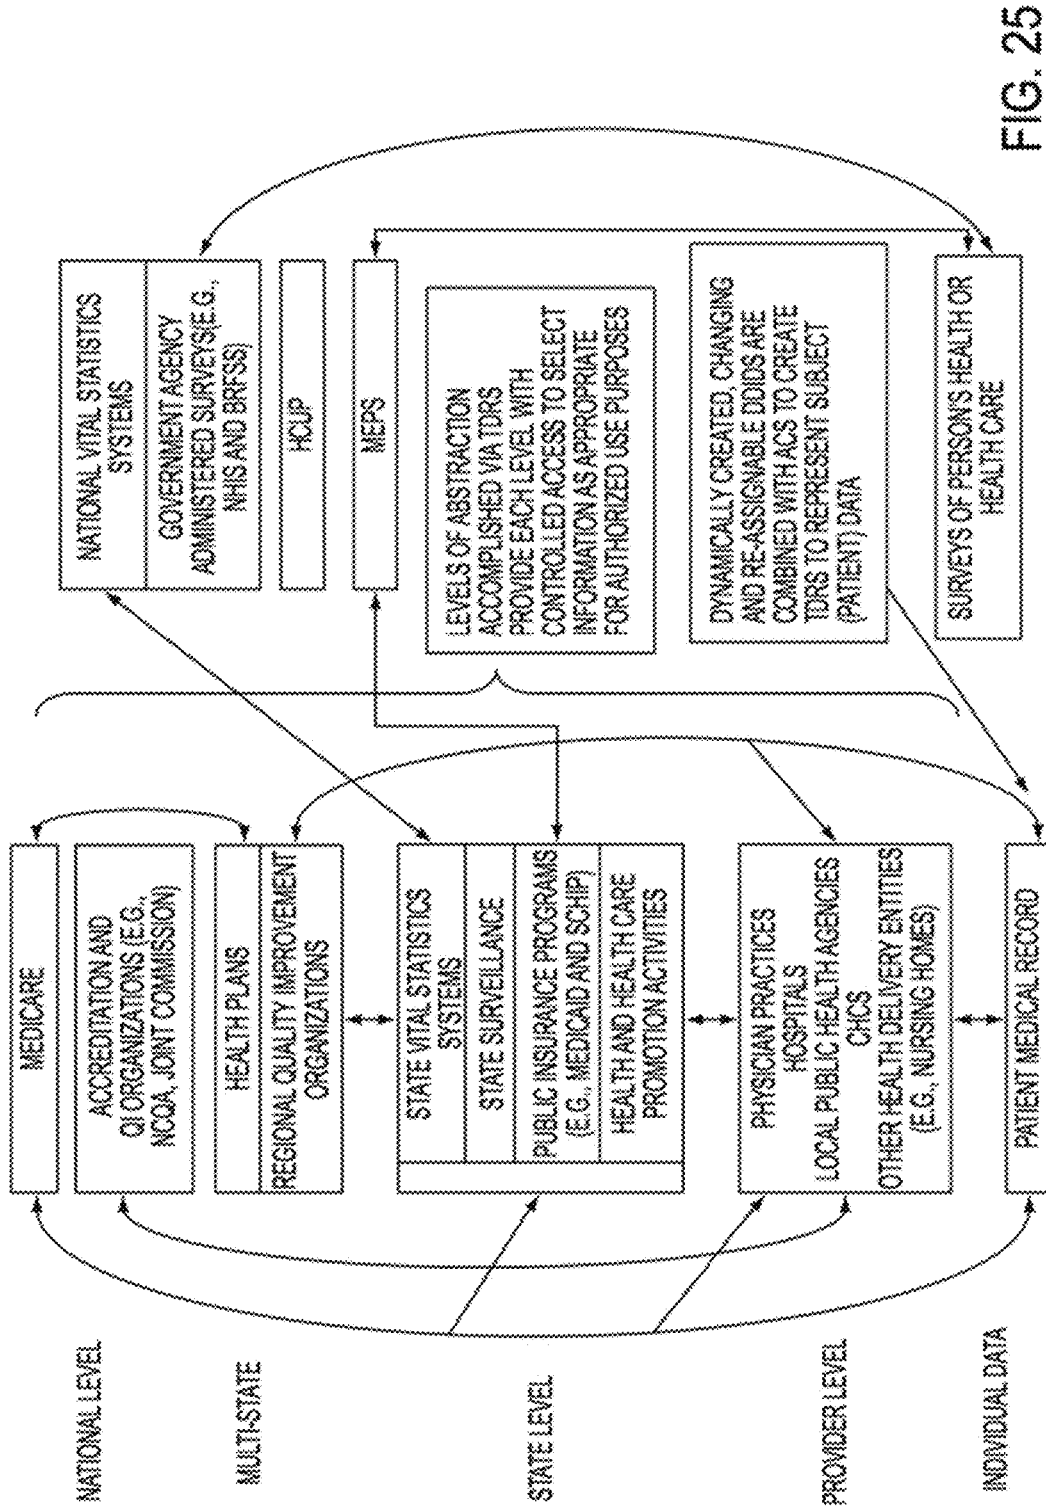 NATIONAL LEVEL
MULTI-STATE
STATE LEVEL
PROVIDER LEVEL
INDIVIDUAL DATA
MEDICARE
ACCREDITATION AND
QI ORGANIZATIONS (E.G.,
NCQA, JOINT COMMISSION)
HEALTH PLANS
REGIONAL QUALITY IMPROVEMENT
ORGANIZATIONS
STATE VITAL STATISTICS
SYSTEMS
STATE SURVEILLANCE
PUBLIC INSURANCE PROGRAMS
(E.G., MEDICAID AND SCHIP)
HEALTH AND HEALTH CARE
PROMOTION ACTIVITIES
PHYSICIAN PRACTICES
HOSPITALS
LOCAL PUBLIC HEALTH AGENCIES
CHCS
OTHER HEALTH DELIVERY ENTITIES
(E.G., NURSING HOMES)
PATIENT MEDICAL RECORD
NATIONAL VITAL STATISTICS
SYSTEMS
GOVERNMENT AGENCY
ADMINISTERED SURVEYS(E.G.,
NHIS AND BRFSS)
HCUP
MEPS
LEVELS OF ABSTRACTION
ACCOMPLISHED VIA TDRS
PROVIDE EACH LEVEL WITH
CONTROLLED ACCESS TO SELECT
INFORMATION AS APPROPRIATE
FOR AUTHORIZED USE PURPOSES
DYNAMICALLY CREATED, CHANGING
AND RE-ASSIGNABLE DDIDS ARE
COMBINED WITH ACS TO CREATE
TDRS TO REPRESENT SUBJECT
(PATIENT) DATA
SURVEYS OF PERSON'S HEALTH OR
HEALTH CARE
FIG. 25